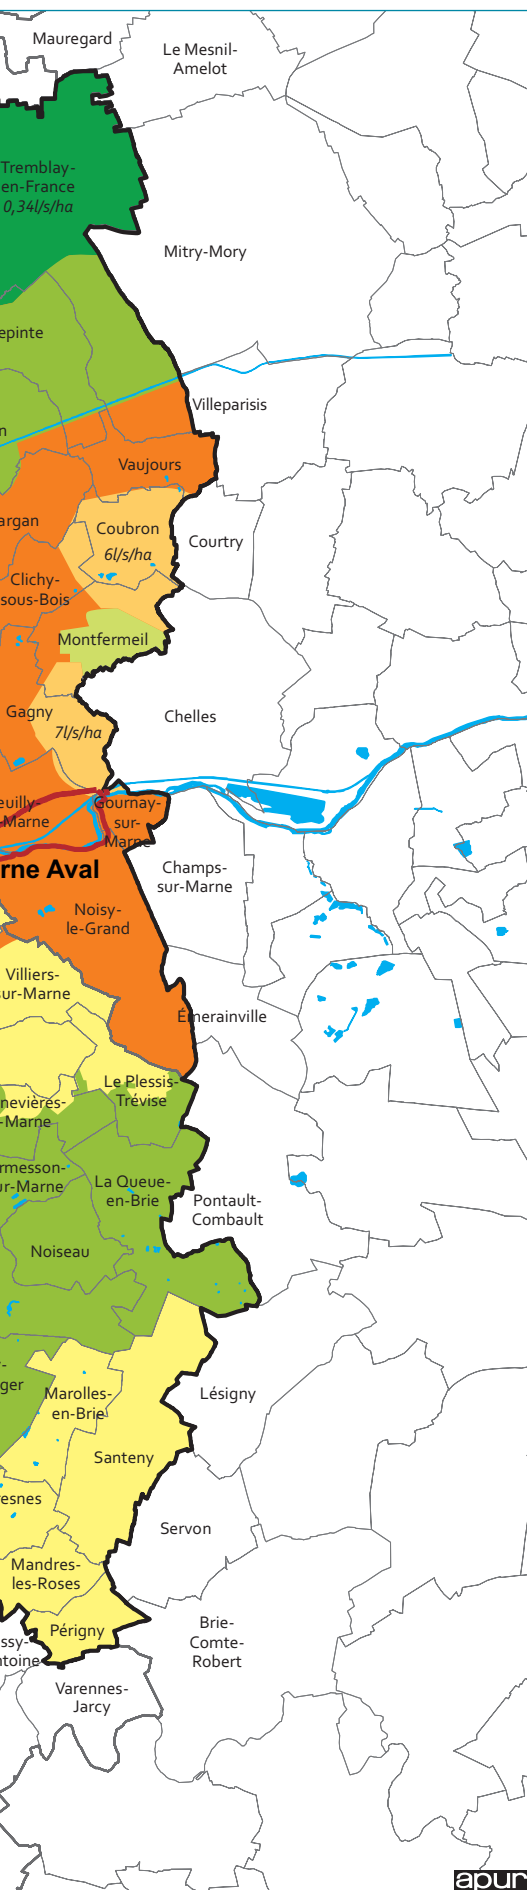 Mauregard
Le Mesnil-
Amelot
Tremblay-
en-France
0,34l/s/ha
Mitry-Mory
epinte
Villeparisis
n
Vaujours
argan
Coubron
6l/s/ha
Courtry
Clichy-
sous-Bois
Montfermeil
Gagny
7l/s/ha
Chelles
euilly-
Marne
Gournay-
sur-
Marne
rne Aval
Champs-
sur-Marne
Noisy-
le-Grand
Villiers-
sur-Marne
Émerainville
Le Plessis-
Trévise
nevières-
-Marne
rmesson-
ur-Marne
La Queue-
en-Brie
Pontault-
Combault
Noiseau
-
ger
Marolles-
en-Brie
Lésigny
Santeny
esnes
Servon
Mandres-
les-Roses
Périgny
ssy-
ntoine
Brie-
Comte-
Robert
Varennes-
Jarcy
apur